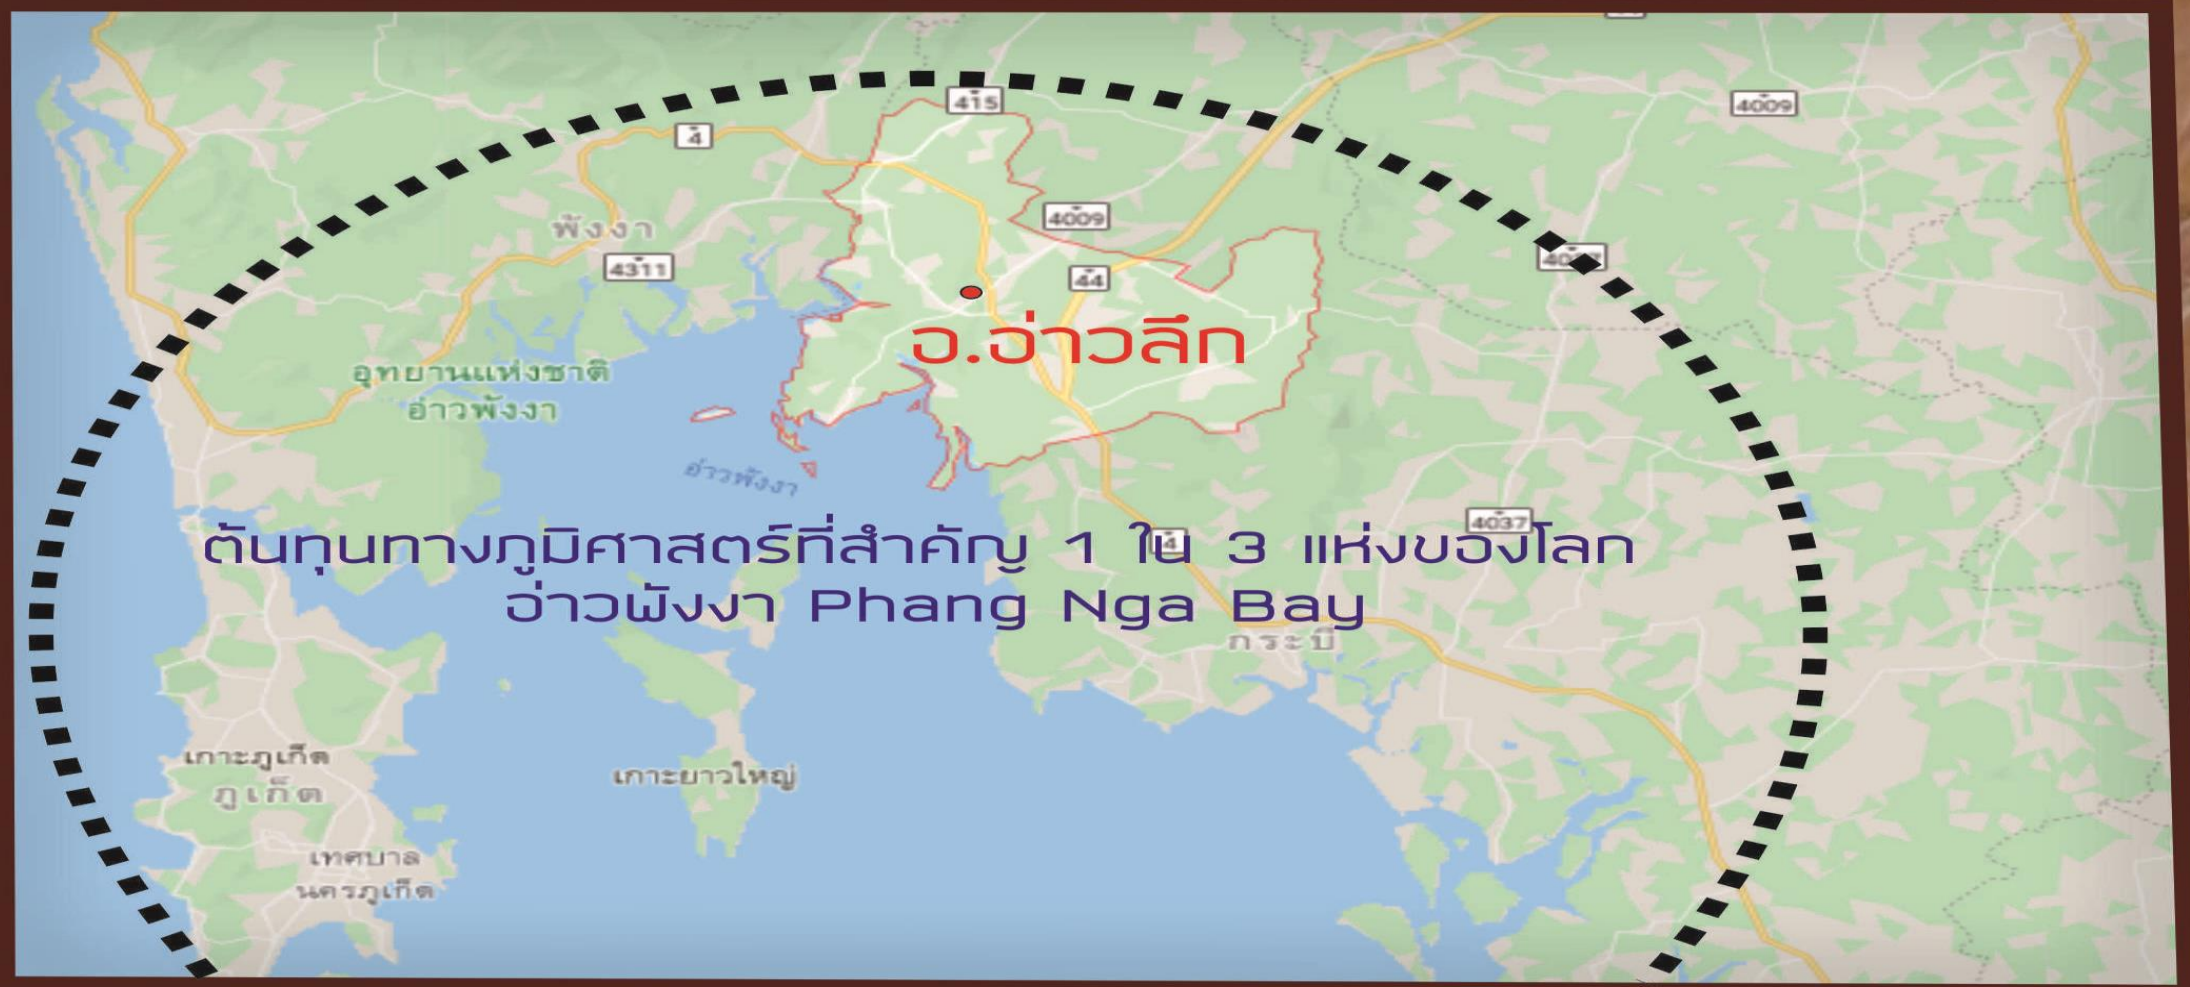 415
4
4009
4009
พังงา
4311
44
อ.อ่าวลึก
อุทยานแห่งชาติ
อ่าวพังงา
อ่าวพังงา
4037
ต้นทุนทางภูมิศาสตร์ที่สำคัญ 1 ใน 3 แห่งของโลก
4
อ่าวพังงา Phang Nga Bay
กระบี่
เกาะภูเก็ต
ภูเก็ต
เกาะยาวใหญ่
เทศบาล
นครภูเก็ต